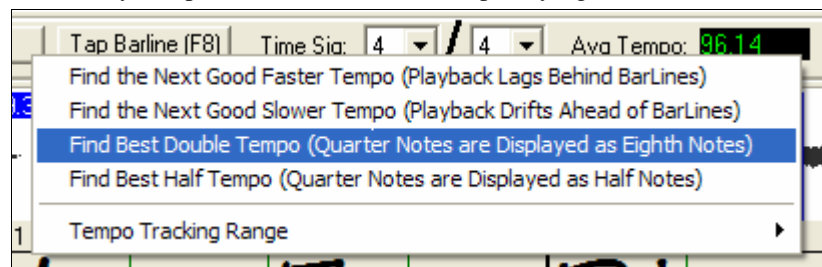 Tap Barline (F8) Time Sig: 4 / 4 Avg Tempo: 96.14
Find the Next Good Faster Tempo (Playback Lags Behind BarLines)
Find the Next Good Slower Tempo (Playback Drifts Ahead of BarLines)
Find Best Double Tempo (Quarter Notes are Displayed as Eighth Notes)
Find Best Half Tempo (Quarter Notes are Displayed as Half Notes)
Tempo Tracking Range
1